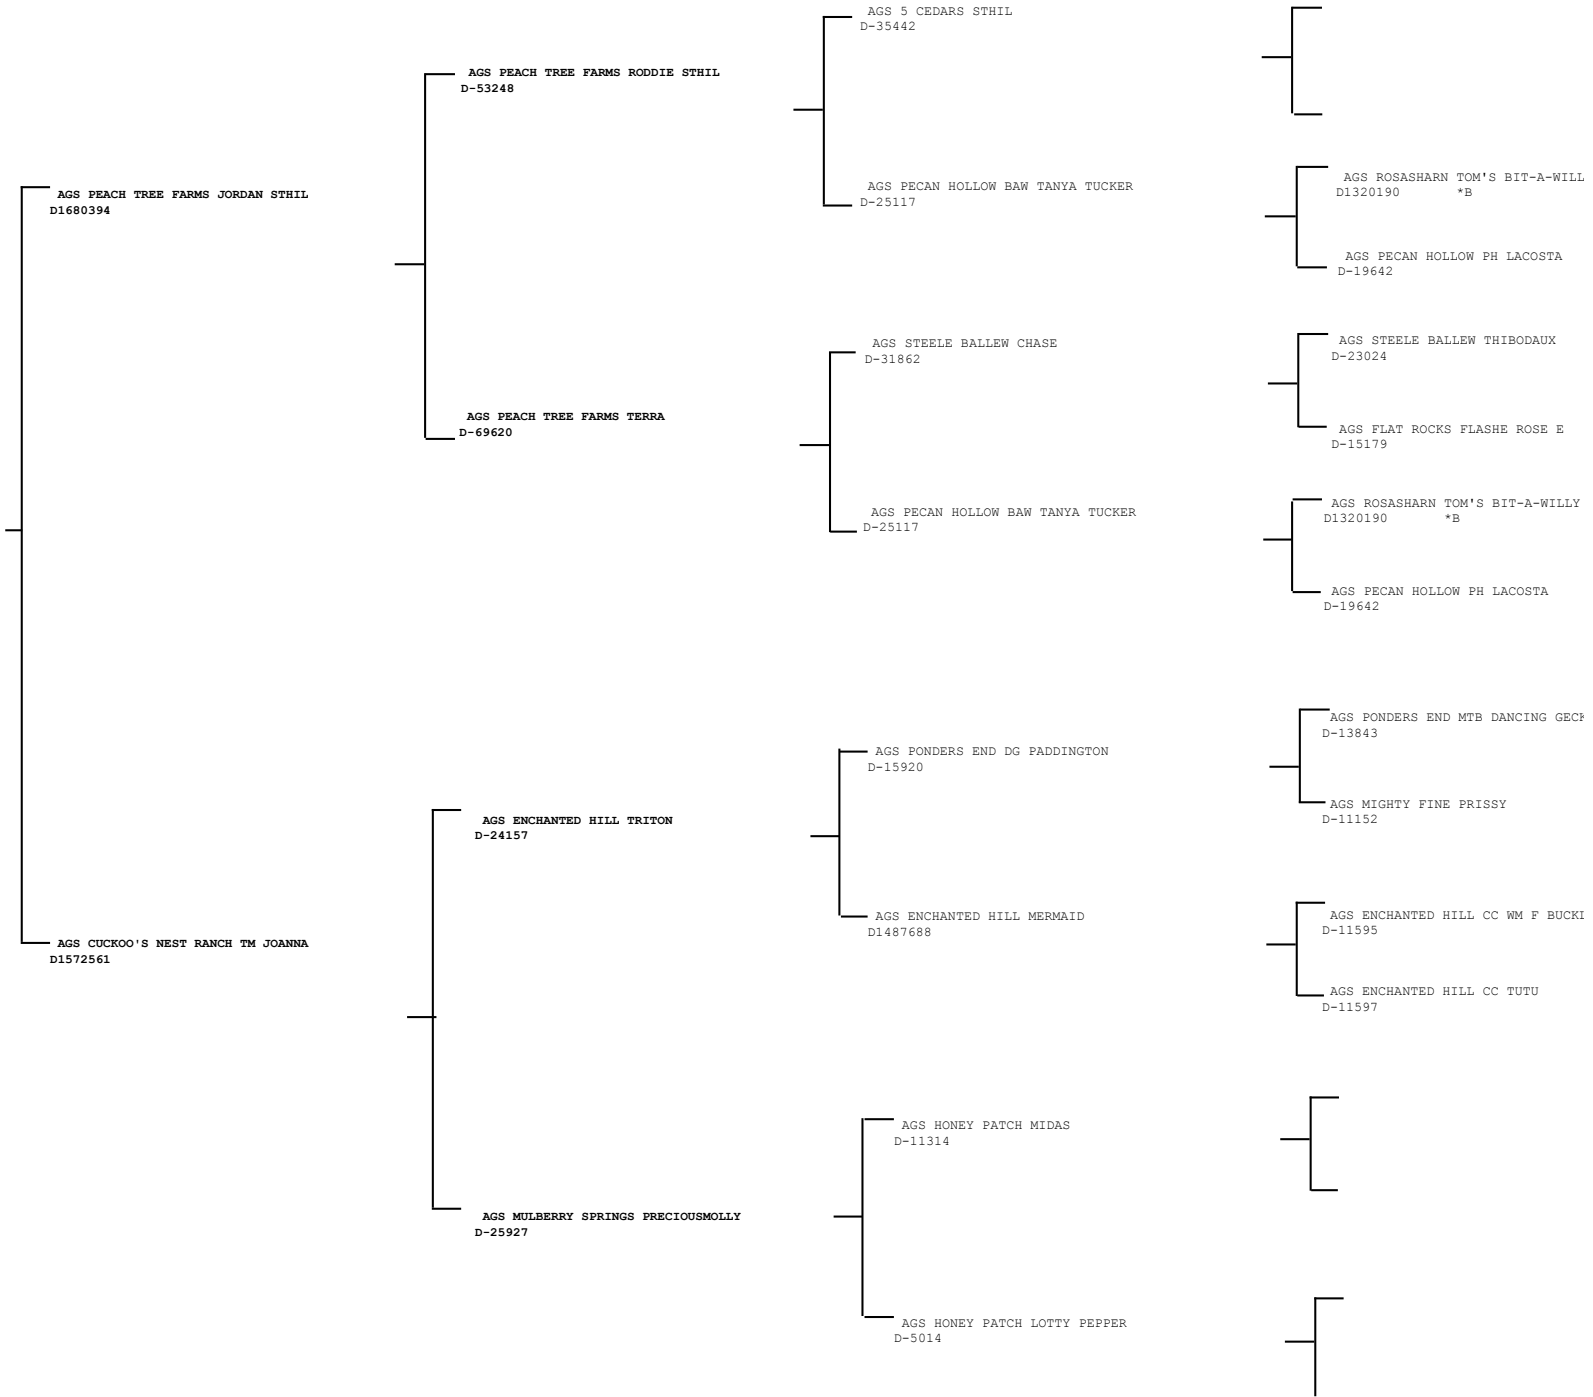 AGS PEACH TREE FARMS JORDAN STHIL
D1680394
AGS CUCKOO'S NEST RANCH TM JOANNA
D1572561
AGS PEACH TREE FARMS RODDIE STHIL
D-53248
AGS PEACH TREE FARMS TERRA
D-69620
AGS ENCHANTED HILL TRITON
D-24157
AGS MULBERRY SPRINGS PRECIOUSMOLLY
D-25927
AGS 5 CEDARS STHIL
D-35442
AGS PECAN HOLLOW BAW TANYA TUCKER
D-25117
AGS STEELE BALLEW CHASE
D-31862
AGS PECAN HOLLOW BAW TANYA TUCKER
D-25117
AGS PONDERS END DG PADDINGTON
D-15920
AGS ENCHANTED HILL MERMAID
D1487688
AGS HONEY PATCH MIDAS
D-11314
AGS HONEY PATCH LOTTY PEPPER
D-5014
AGS ROSASHARN TOM'S BIT-A-WILL
D1320190 *B
AGS PECAN HOLLOW PH LACOSTA
D-19642
AGS STEELE BALLEW THIBODAUX
D-23024
AGS FLAT ROCKS FLASHE ROSE E
D-15179
AGS ROSASHARN TOM'S BIT-A-WILLY
D1320190 *B
AGS PECAN HOLLOW PH LACOSTA
D-19642
AGS PONDERS END MTB DANCING GECK
D-13843
AGS MIGHTY FINE PRISSY
D-11152
AGS ENCHANTED HILL CC WM F BUCKL
D-11595
AGS ENCHANTED HILL CC TUTU
D-11597